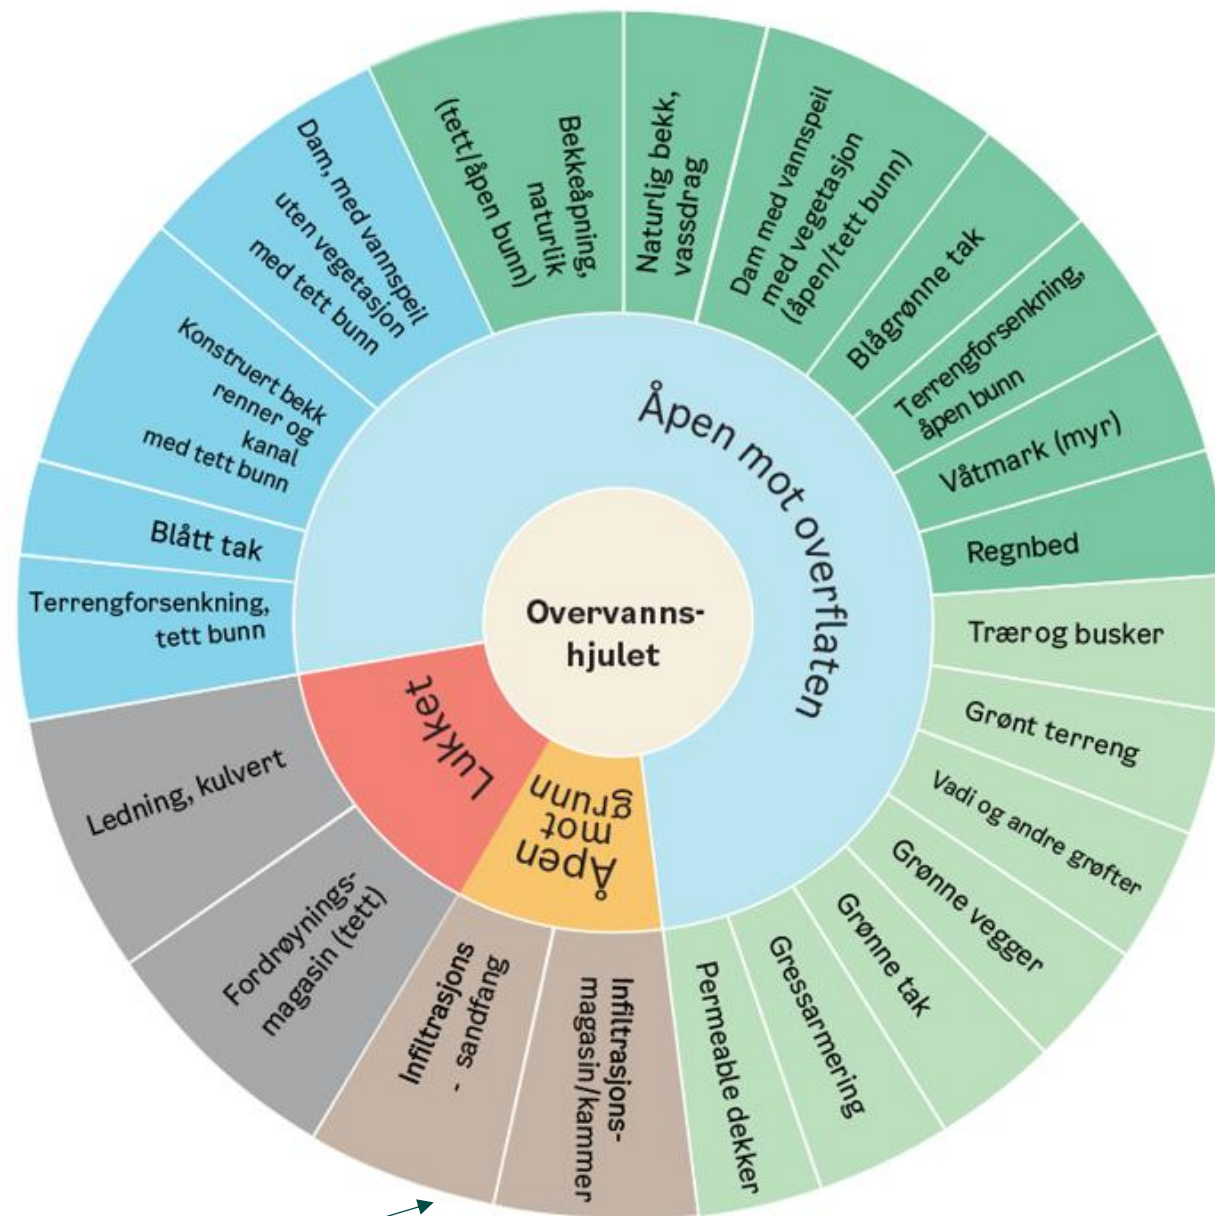 Overvanns-
hjulet
Åpen mot overflaten
Åpen
mot
grunn
Lukket
Naturlig bekk,
vassdrag
Dam med vannspeil
med vegetasjon
(åpen/tett bunn)
Blågrønne tak
Terrengforsenkning,
åpen bunn
Våtmark (myr)
Regnbed
Trær og busker
Grønt terreng
Vadi og andre grøfter
Grønne vegger
Grønne tak
Gressarmering
Permeable dekker
Infiltrasjons-
magasin/kammer
Infiltrasjons
- sandfang
Fordrøynings-
magasin (tett)
Ledning, kulvert
Terrengforsenkning,
tett bunn
Blått tak
Konstruert bekk
renner og
kanal
med tett bunn
Dam, med vannspeil
uten vegetasjon
med tett bunn
Bekkeåpning,
naturlik
(tett/åpen bunn)